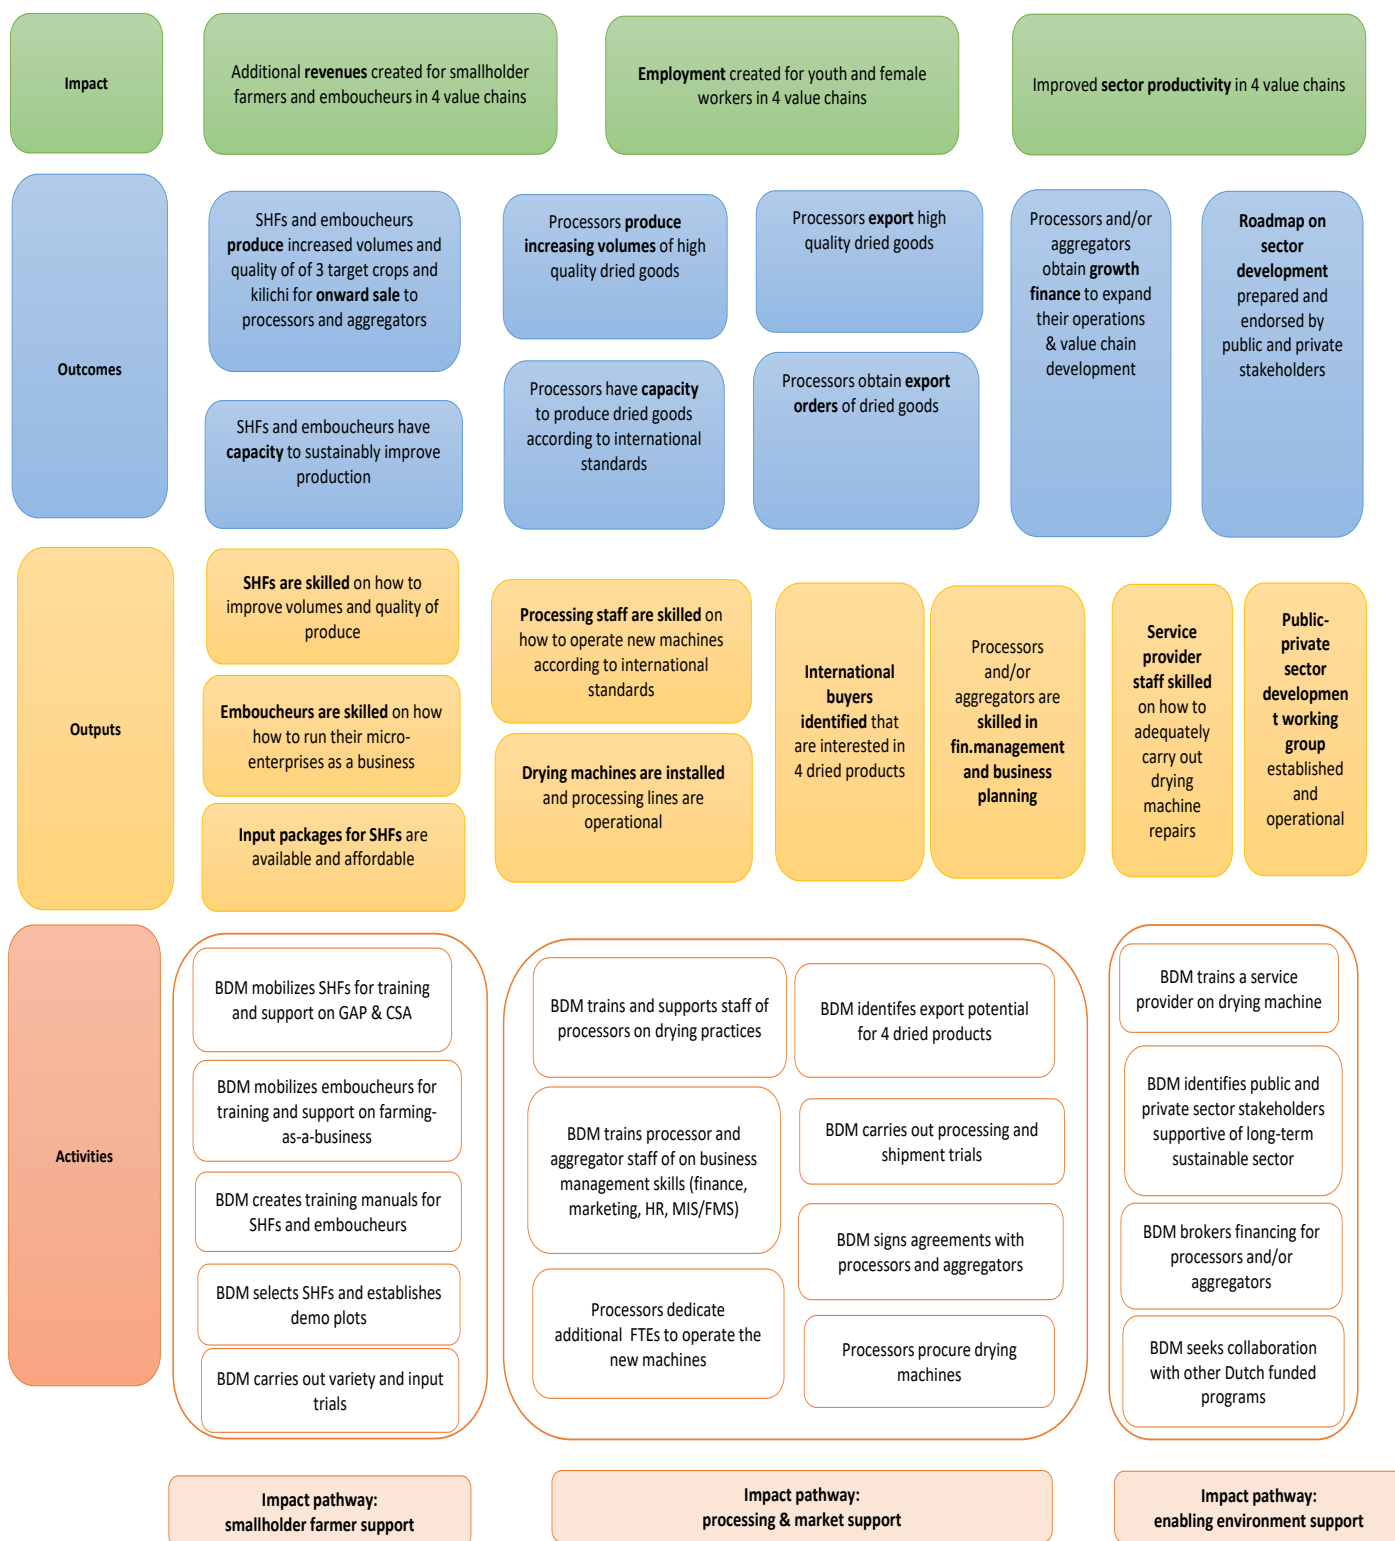 Impact
Additional revenues created for smallholder
farmers and emboucheurs in 4 value chains
Employment created for youth and female
workers in 4 value chains
Improved sector productivity in 4 value chains
Outcomes
SHFs and emboucheurs
produce increased volumes and
quality of of 3 target crops and
kilichi for onward sale to
processors and aggregators
SHFs and emboucheurs have
capacity to sustainably improve
production
Processors produce
increasing volumes of high
quality dried goods
Processors have capacity
to produce dried goods
according to international
standards
Processors export high
quality dried goods
Processors obtain export
orders of dried goods
Processors and/or
aggregators
obtain growth
finance to expand
their operations
& value chain
development
Roadmap on
sector
development
prepared and
endorsed by
public and private
stakeholders
Outputs
SHFs are skilled on how to
improve volumes and quality of
produce
Emboucheurs are skilled on how
how to run their micro-
enterprises as a business
Input packages for SHFs are
available and affordable
Processing staff are skilled on
how to operate new machines
according to international
standards
Drying machines are installed
and processing lines are
operational
International
buyers
identified that
are interested in
4 dried products
Processors
and/or
aggregators are
skilled in
fin.management
and business
planning
Service
provider
staff skilled
on how to
adequately
carry out
drying
machine
repairs
Public-
private
sector
developmen
t working
group
established
and
operational
Activities
BDM mobilizes SHFs for training
and support on GAP & CSA
BDM mobilizes emboucheurs for
training and support on farming-
as-a-business
BDM creates training manuals for
SHFs and emboucheurs
BDM selects SHFs and establishes
demo plots
BDM carries out variety and input
trials
BDM trains and supports staff of
processors on drying practices
BDM trains processor and
aggregator staff of on business
management skills (finance,
marketing, HR, MIS/FMS)
Processors dedicate
additional FTEs to operate the
new machines
BDM identifes export potential
for 4 dried products
BDM carries out processing and
shipment trials
BDM signs agreements with
processors and aggregators
Processors procure drying
machines
BDM trains a service
provider on drying machine
BDM identifies public and
private sector stakeholders
supportive of long-term
sustainable sector
BDM brokers financing for
processors and/or
aggregators
BDM seeks collaboration
with other Dutch funded
programs
Impact pathway:
smallholder farmer support
Impact pathway:
processing & market support
Impact pathway:
enabling environment support